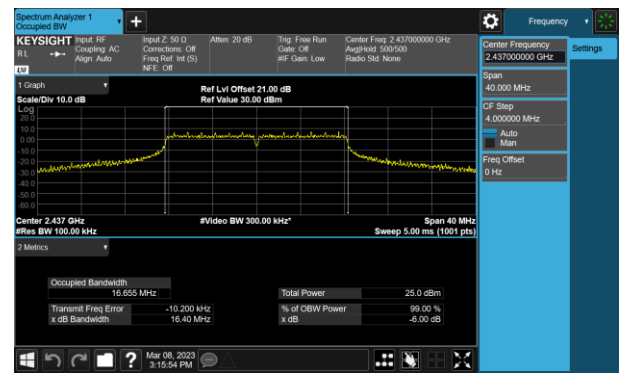 Spectrum Analyzer 1
Occupied BW
+
Frequency
KEYSIGHT
RL
LXI
Input: RF
Coupling: AC
Align: Auto
Input Z: 50 Ω
Corrections: Off
Freq Ref: Int (S)
NFE: Off
Atten: 20 dB
Trig: Free Run
Gate: Off
#IF Gain: Low
Center Freq: 2.437000000 GHz
Avg|Hold: 500/500
Radio Std: None
Center Frequency
2.437000000 GHz
Settings
Span
40.000 MHz
CF Step
4.000000 MHz
Auto
Man
Freq Offset
0 Hz
1 Graph
Scale/Div 10.0 dB
Ref Lvl Offset 21.00 dB
Ref Value 30.00 dBm
Log
20.0
10.0
0.00
-10.0
-20.0
-30.0
-40.0
-50.0
-60.0
Center 2.437 GHz
#Video BW 300.00 kHz*
Span 40 MHz
#Res BW 100.00 kHz
Sweep 5.00 ms (1001 pts)
2 Metrics
Occupied Bandwidth
16.655 MHz
Total Power
25.0 dBm
Transmit Freq Error
-10.200 kHz
% of OBW Power
99.00 %
x dB Bandwidth
16.40 MHz
x dB
-6.00 dB
?
Mar 08, 2023
3:15:54 PM